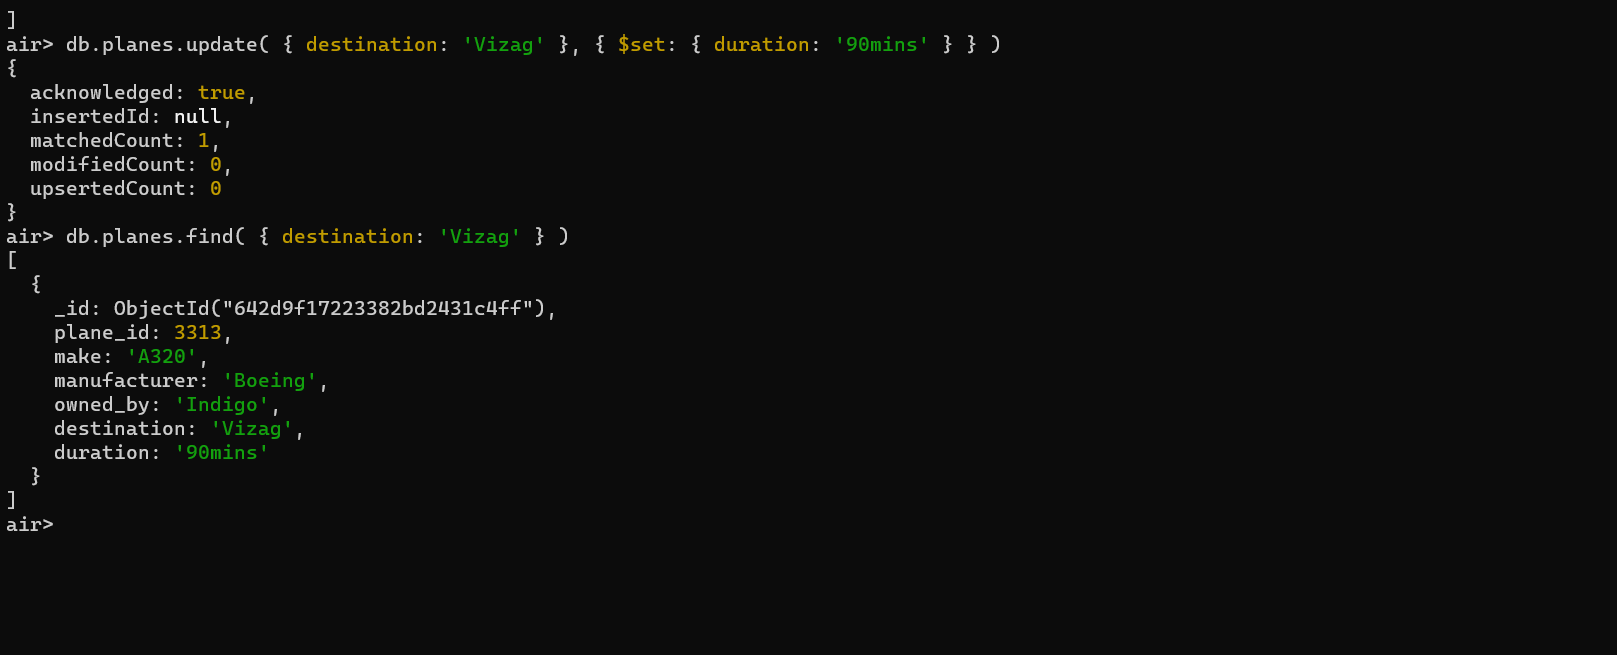 ]
air> db.planes.update( { destination: 'Vizag' }, { $set: { duration: '90mins' } } )
{
  acknowledged: true,
  insertedId: null,
  matchedCount: 1,
  modifiedCount: 0,
  upsertedCount: 0
}
air> db.planes.find( { destination: 'Vizag' } )
[
  {
    _id: ObjectId("642d9f17223382bd2431c4ff"),
    plane_id: 3313,
    make: 'A320',
    manufacturer: 'Boeing',
    owned_by: 'Indigo',
    destination: 'Vizag',
    duration: '90mins'
  }
]
air>